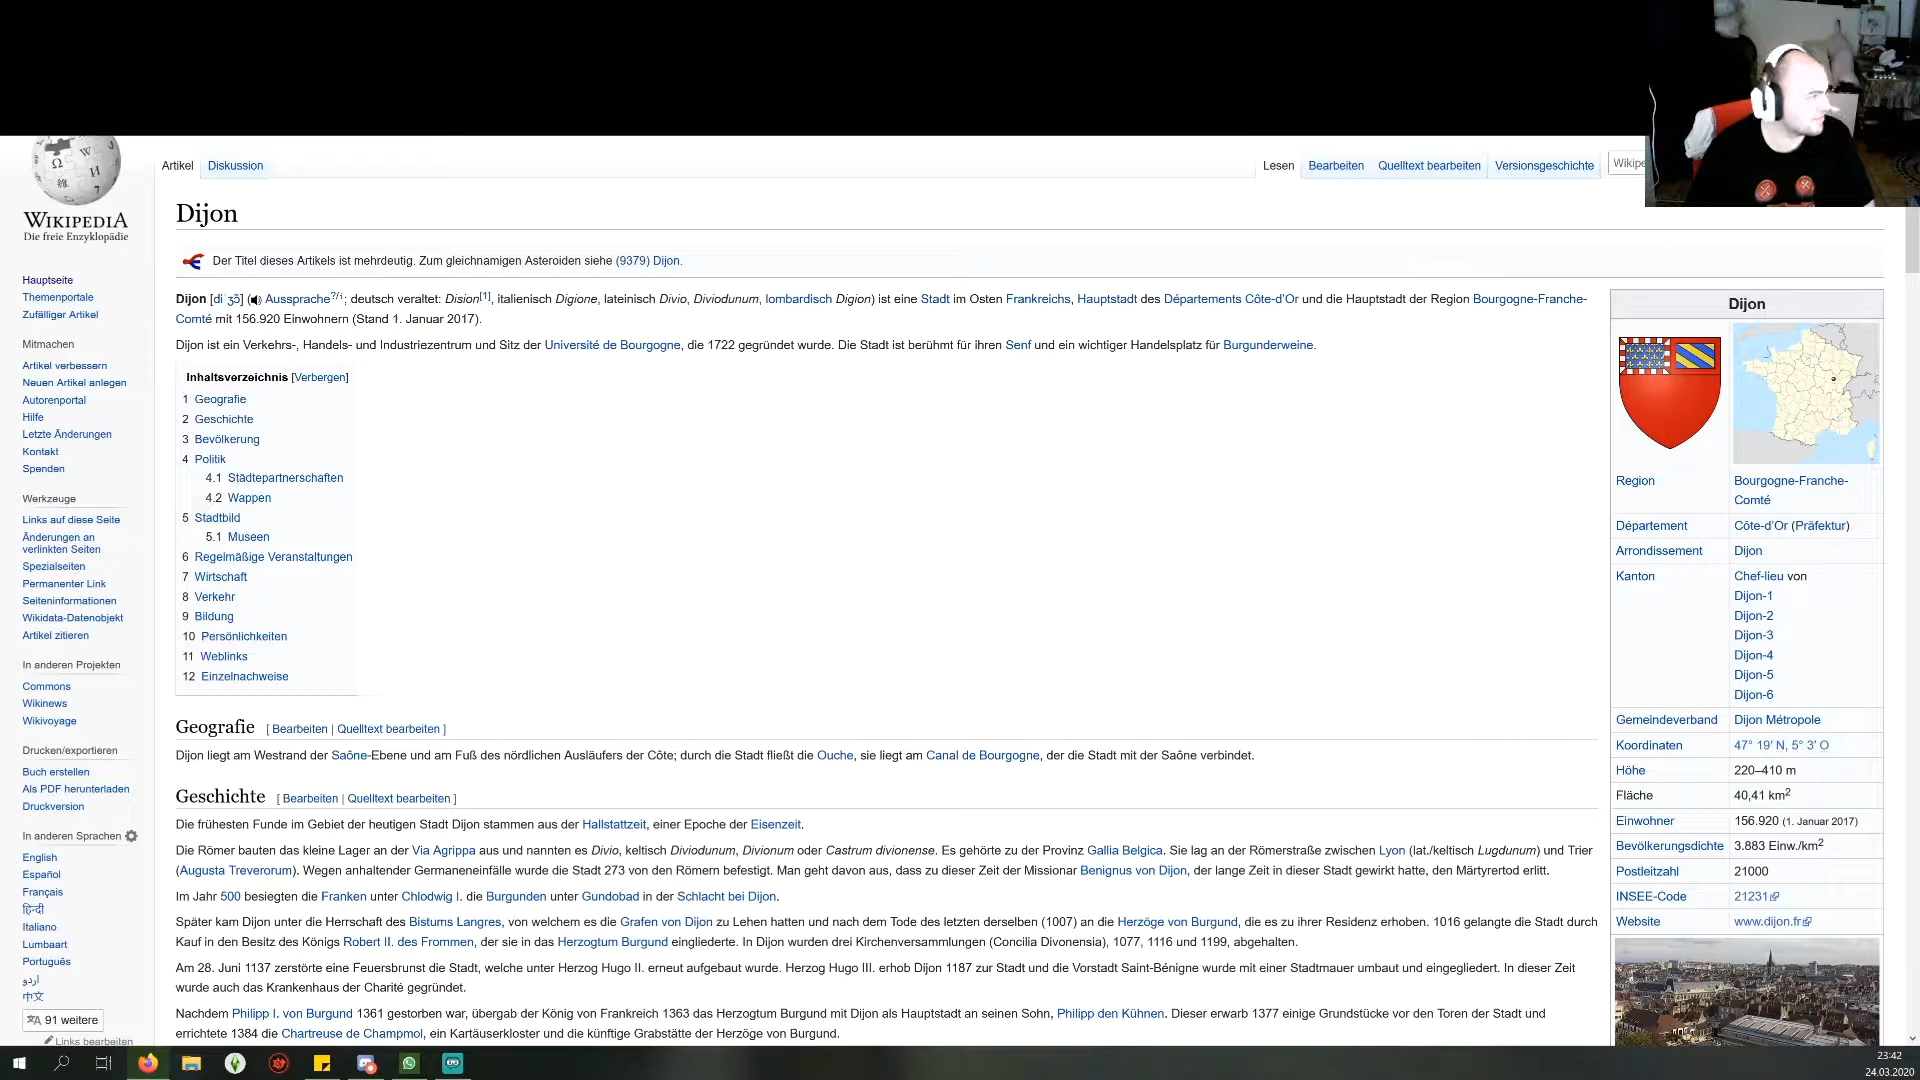 WIKIPEDIA
Die freie Enzyklopädie
Hauptseite
Themenportale
Zufälliger Artikel
Mitmachen
Artikel verbessern
Neuen Artikel anlegen
Autorenportal
Hilfe
Letzte Änderungen
Kontakt
Spenden
Werkzeuge
Links auf diese Seite
Änderungen an
verlinkten Seiten
Spezialseiten
Permanenter Link
Seiteninformationen
Wikidata-Datenobjekt
Artikel zitieren
In anderen Projekten
Commons
Wikinews
Wikivoyage
Drucken/exportieren
Buch erstellen
Als PDF herunterladen
Druckversion
In anderen Sprachen
English
Español
Français
हिन्दी
Italiano
Lumbaart
Português
اردو
中文
91 weitere
Links bearbeiten
Artikel Diskussion
Lesen Bearbeiten Quelltext bearbeiten Versionsgeschichte Wikipe
Dijon
Der Titel dieses Artikels ist mehrdeutig. Zum gleichnamigen Asteroiden siehe (9379) Dijon.
Dijon [diˈʒɔ̃] (Aussprache?/i; deutsch veraltet: Dision[1], italienisch Digione, lateinisch Divio, Diviodunum, lombardisch Digion) ist eine Stadt im Osten Frankreichs, Hauptstadt des Départements Côte-d’Or und die Hauptstadt der Region Bourgogne-Franche-
Comté mit 156.920 Einwohnern (Stand 1. Januar 2017).
Dijon ist ein Verkehrs-, Handels- und Industriezentrum und Sitz der Université de Bourgogne, die 1722 gegründet wurde. Die Stadt ist berühmt für ihren Senf und ein wichtiger Handelsplatz für Burgunderweine.
Inhaltsverzeichnis [Verbergen]
1 Geografie
2 Geschichte
3 Bevölkerung
4 Politik
4.1 Städtepartnerschaften
4.2 Wappen
5 Stadtbild
5.1 Museen
6 Regelmäßige Veranstaltungen
7 Wirtschaft
8 Verkehr
9 Bildung
10 Persönlichkeiten
11 Weblinks
12 Einzelnachweise
Geografie [ Bearbeiten | Quelltext bearbeiten ]
Dijon liegt am Westrand der Saône-Ebene und am Fuß des nördlichen Ausläufers der Côte; durch die Stadt fließt die Ouche, sie liegt am Canal de Bourgogne, der die Stadt mit der Saône verbindet.
Geschichte [ Bearbeiten | Quelltext bearbeiten ]
Die frühesten Funde im Gebiet der heutigen Stadt Dijon stammen aus der Hallstattzeit, einer Epoche der Eisenzeit.
Die Römer bauten das kleine Lager an der Via Agrippa aus und nannten es Divio, keltisch Diviodunum, Divionum oder Castrum divionense. Es gehörte zu der Provinz Gallia Belgica. Sie lag an der Römerstraße zwischen Lyon (lat./keltisch Lugdunum) und Trier
(Augusta Treverorum). Wegen anhaltender Germaneneinfälle wurde die Stadt 273 von den Römern befestigt. Man geht davon aus, dass zu dieser Zeit der Missionar Benignus von Dijon, der lange Zeit in dieser Stadt gewirkt hatte, den Märtyrertod erlitt.
Im Jahr 500 besiegten die Franken unter Chlodwig I. die Burgunden unter Gundobad in der Schlacht bei Dijon.
Später kam Dijon unter die Herrschaft des Bistums Langres, von welchem es die Grafen von Dijon zu Lehen hatten und nach dem Tode des letzten derselben (1007) an die Herzöge von Burgund, die es zu ihrer Residenz erhoben. 1016 gelangte die Stadt durch
Kauf in den Besitz des Königs Robert II. des Frommen, der sie in das Herzogtum Burgund eingliederte. In Dijon wurden drei Kirchenversammlungen (Concilia Divonensia), 1077, 1116 und 1199, abgehalten.
Am 28. Juni 1137 zerstörte eine Feuersbrunst die Stadt, welche unter Herzog Hugo II. erneut aufgebaut wurde. Herzog Hugo III. erhob Dijon 1187 zur Stadt und die Vorstadt Saint-Bénigne wurde mit einer Stadtmauer umbaut und eingegliedert. In dieser Zeit
wurde auch das Krankenhaus der Charité gegründet.
Nachdem Philipp I. von Burgund 1361 gestorben war, übergab der König von Frankreich 1363 das Herzogtum Burgund mit Dijon als Hauptstadt an seinen Sohn, Philipp den Kühnen. Dieser erwarb 1377 einige Grundstücke vor den Toren der Stadt und
errichtete 1384 die Chartreuse de Champmol, ein Kartäuserkloster und die künftige Grabstätte der Herzöge von Burgund.
Dijon
Region Bourgogne-Franche-
Comté
Département Côte-d’Or (Präfektur)
Arrondissement Dijon
Kanton Chef-lieu von
Dijon-1
Dijon-2
Dijon-3
Dijon-4
Dijon-5
Dijon-6
Gemeindeverband Dijon Métropole
Koordinaten 47° 19′ N, 5° 3′ O
Höhe 220–410 m
Fläche 40,41 km2
Einwohner 156.920 (1. Januar 2017)
Bevölkerungsdichte 3.883 Einw./km2
Postleitzahl 21000
INSEE-Code 21231
Website www.dijon.fr
23:42
24.03.2020